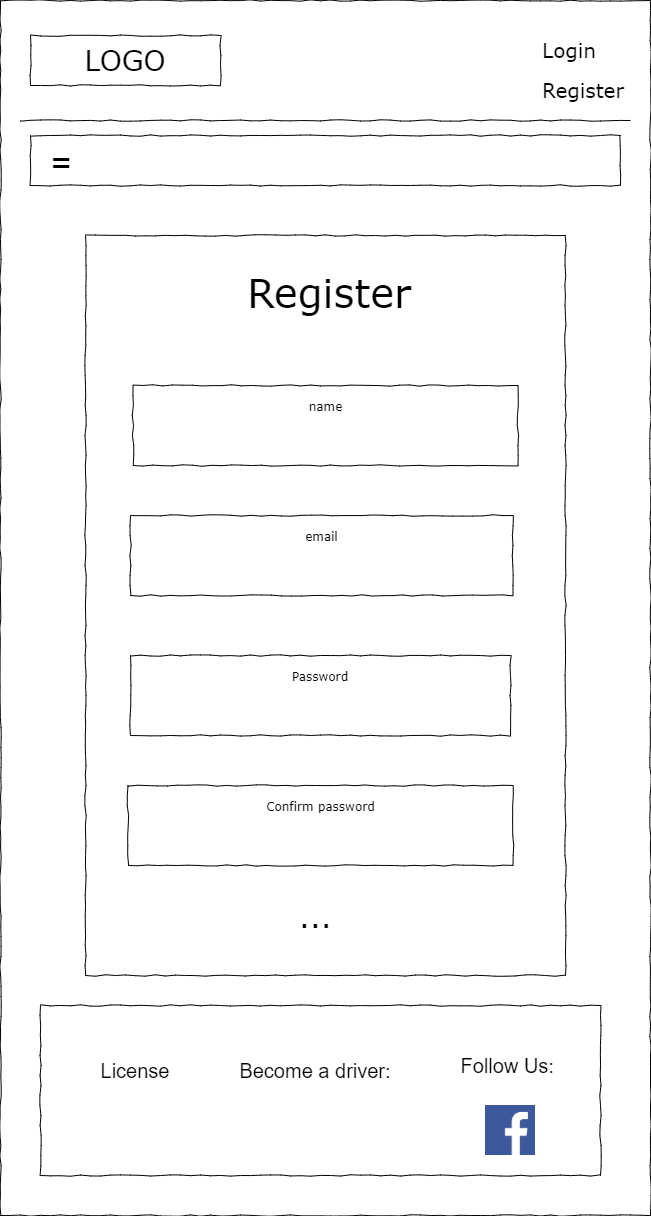 LOGO
Login
Register
=
Register
name
email
Password
Confirm password
...
License
Become a driver:
Follow Us:
f